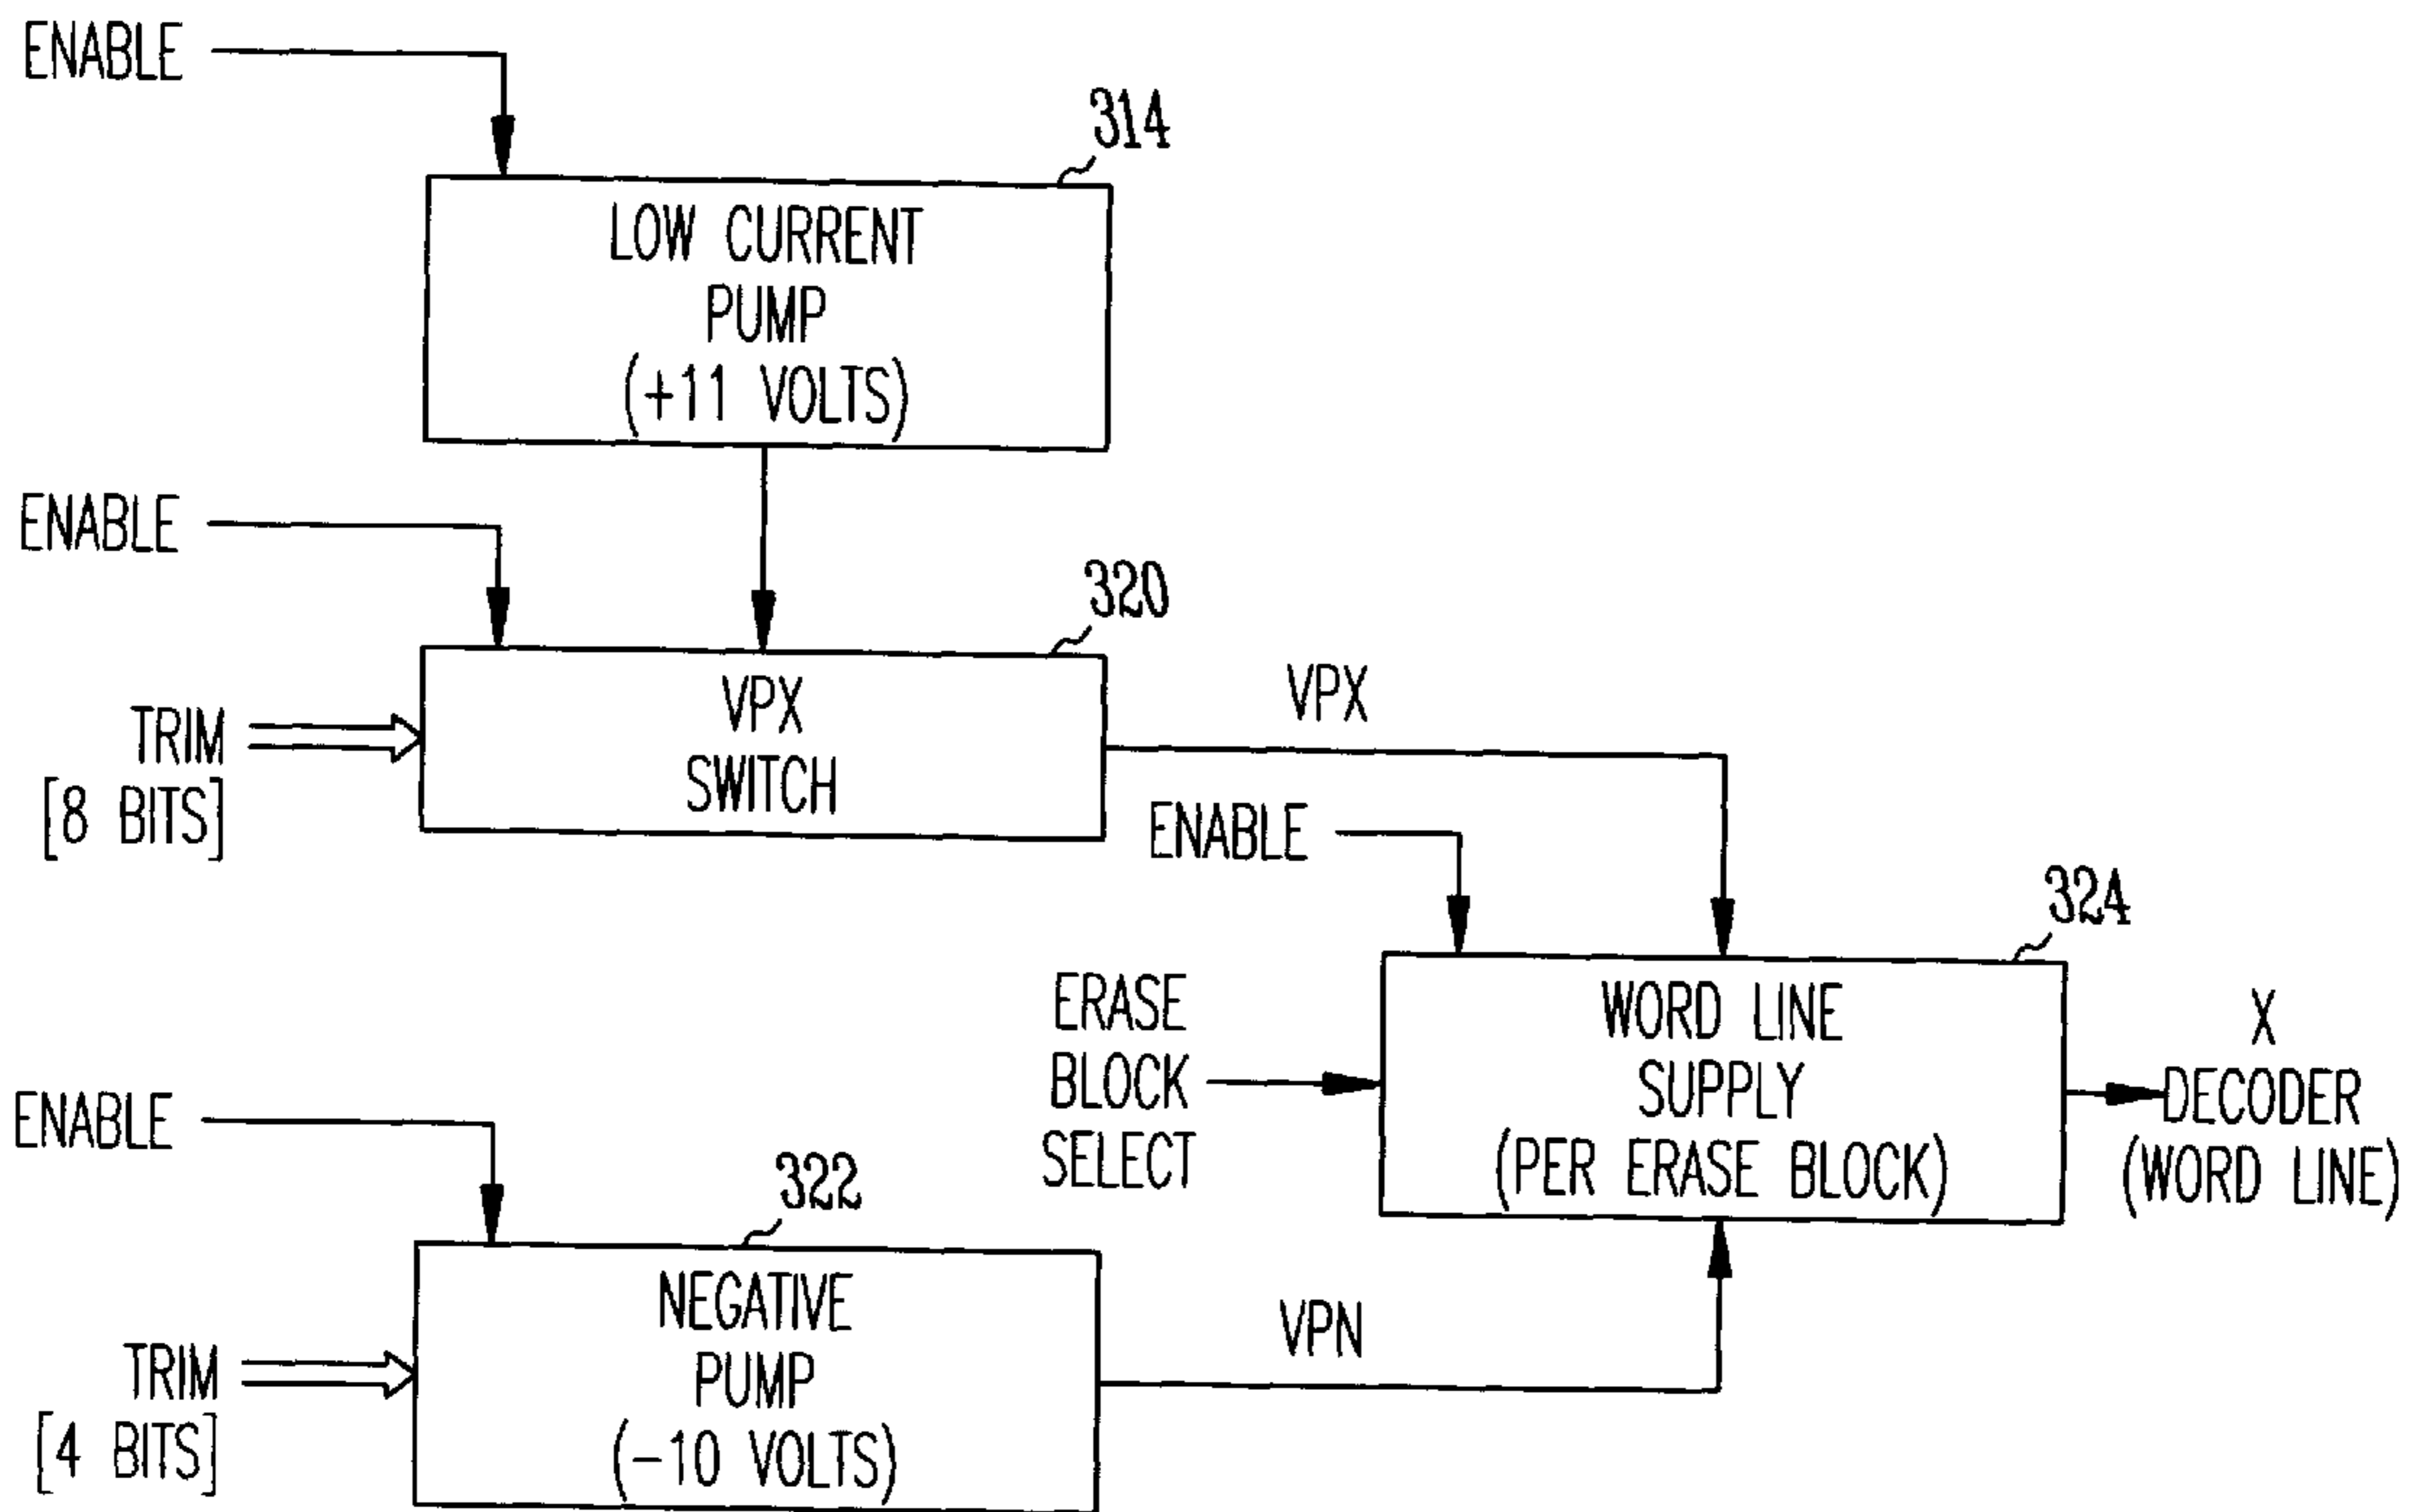 ENABLE
314
LOW CURRENT
PUMP
(+11 VOLTS)
ENABLE
320
VPX
SWITCH
TRIM
[8 BITS]
VPX
ENABLE
324
ERASE
BLOCK
SELECT
WORD LINE
SUPPLY
(PER ERASE BLOCK)
X
DECODER
(WORD LINE)
ENABLE
322
NEGATIVE
PUMP
(-10 VOLTS)
TRIM
[4 BITS]
VPN